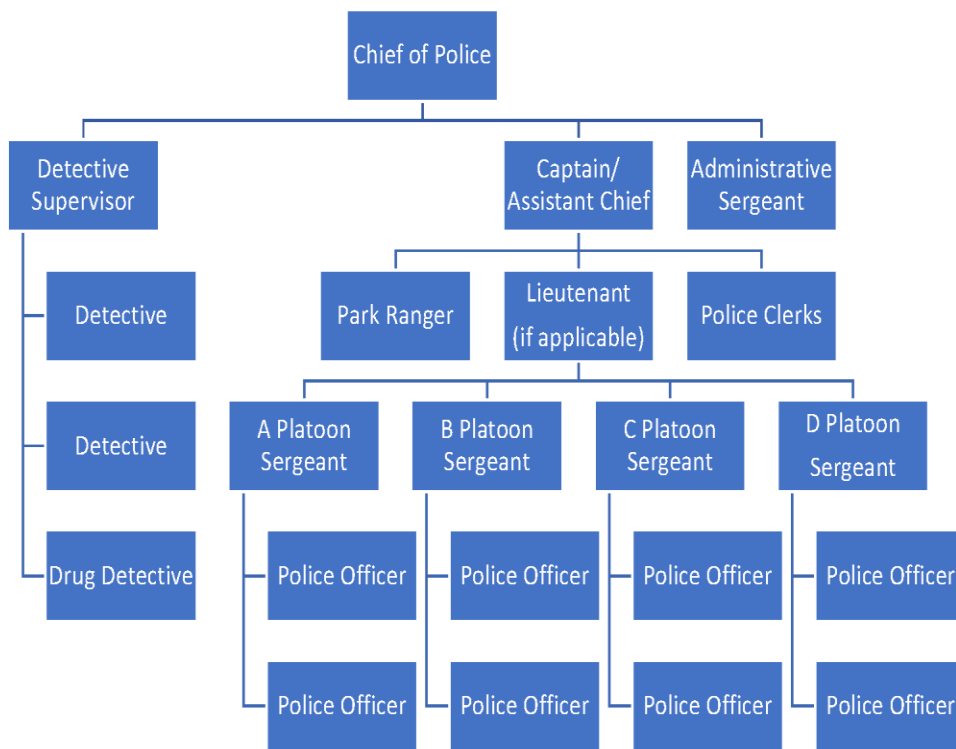 Chief of Police
Detective
Supervisor
Captain/
Assistant Chief
Administrative
Sergeant
Detective
Park Ranger
Lieutenant
(if applicable)
Police Clerks
Detective
A Platoon
Sergeant
B Platoon
Sergeant
C Platoon
Sergeant
D Platoon
Sergeant
Drug Detective
Police Officer
Police Officer
Police Officer
Police Officer
Police Officer
Police Officer
Police Officer
Police Officer